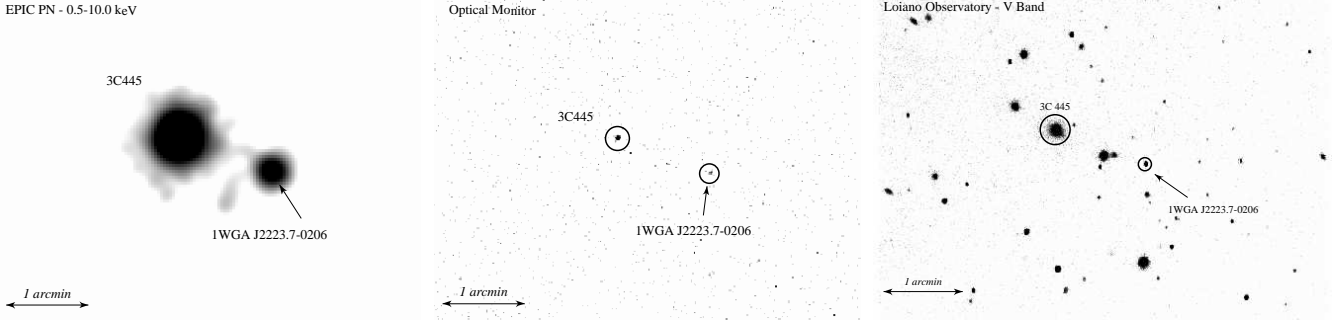 EPIC PN - 0.5-10.0 keV
3C445
1WGA J2223.7-0206
1 arcmin
Optical Monitor
3C445
1WGA J2223.7-0206
1 arcmin
Loiano Observatory - V Band
3C 445
1WGA J2223.7-0206
1 arcmin